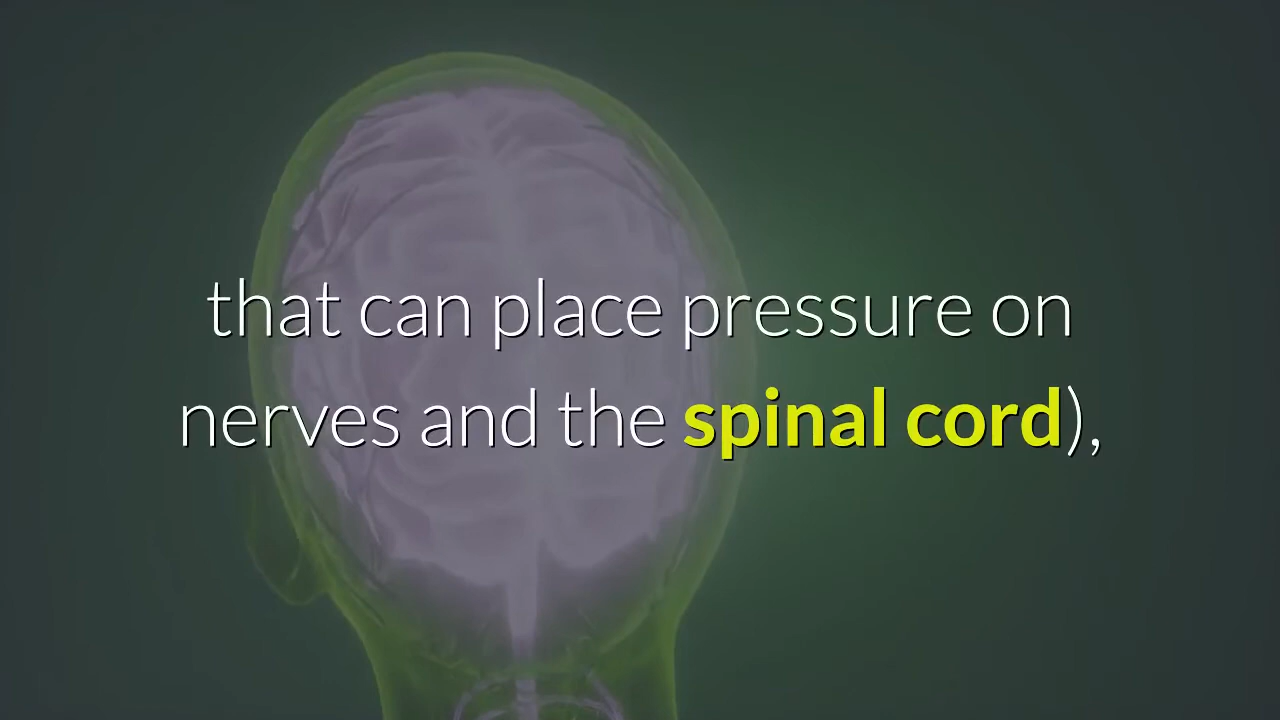 that can place pressure on
nerves and the spinal cord),